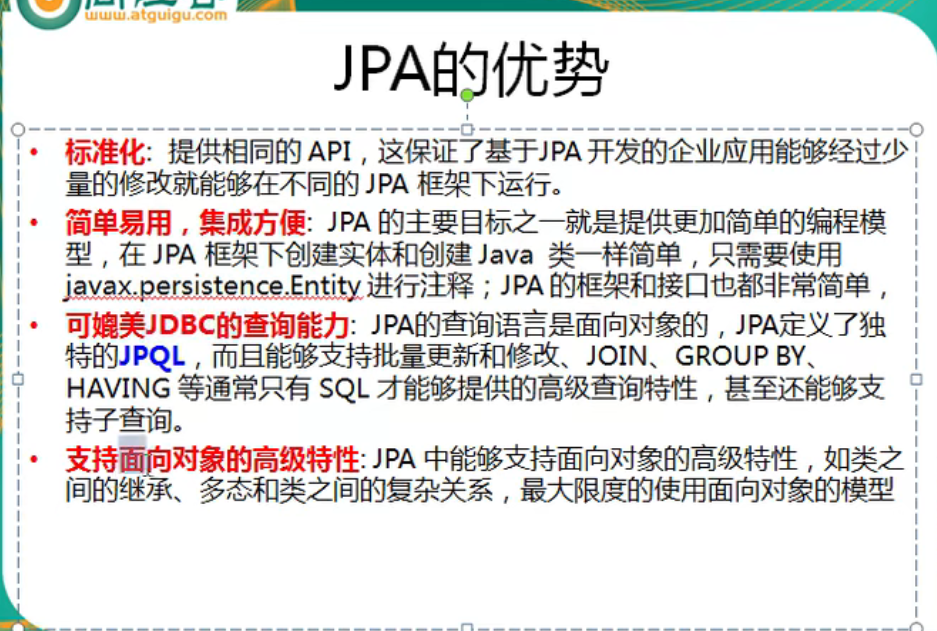 www.atguigu.com
JPA的优势
• 标准化: 提供相同的 API，这保证了基于JPA 开发的企业应用能够经过少
量的修改就能够在不同的 JPA 框架下运行。
• 简单易用，集成方便: JPA 的主要目标之一就是提供更加简单的编程模
型，在 JPA 框架下创建实体和创建 Java 类一样简单，只需要使用
javax.persistence.Entity 进行注释；JPA 的框架和接口也都非常简单，
• 可媲美JDBC的查询能力: JPA的查询语言是面向对象的，JPA定义了独
特的JPQL，而且能够支持批量更新和修改、JOIN、GROUP BY、
HAVING 等通常只有 SQL 才能够提供的高级查询特性，甚至还能够支
持子查询。
• 支持面向对象的高级特性: JPA 中能够支持面向对象的高级特性，如类之
间的继承、多态和类之间的复杂关系，最大限度的使用面向对象的模型